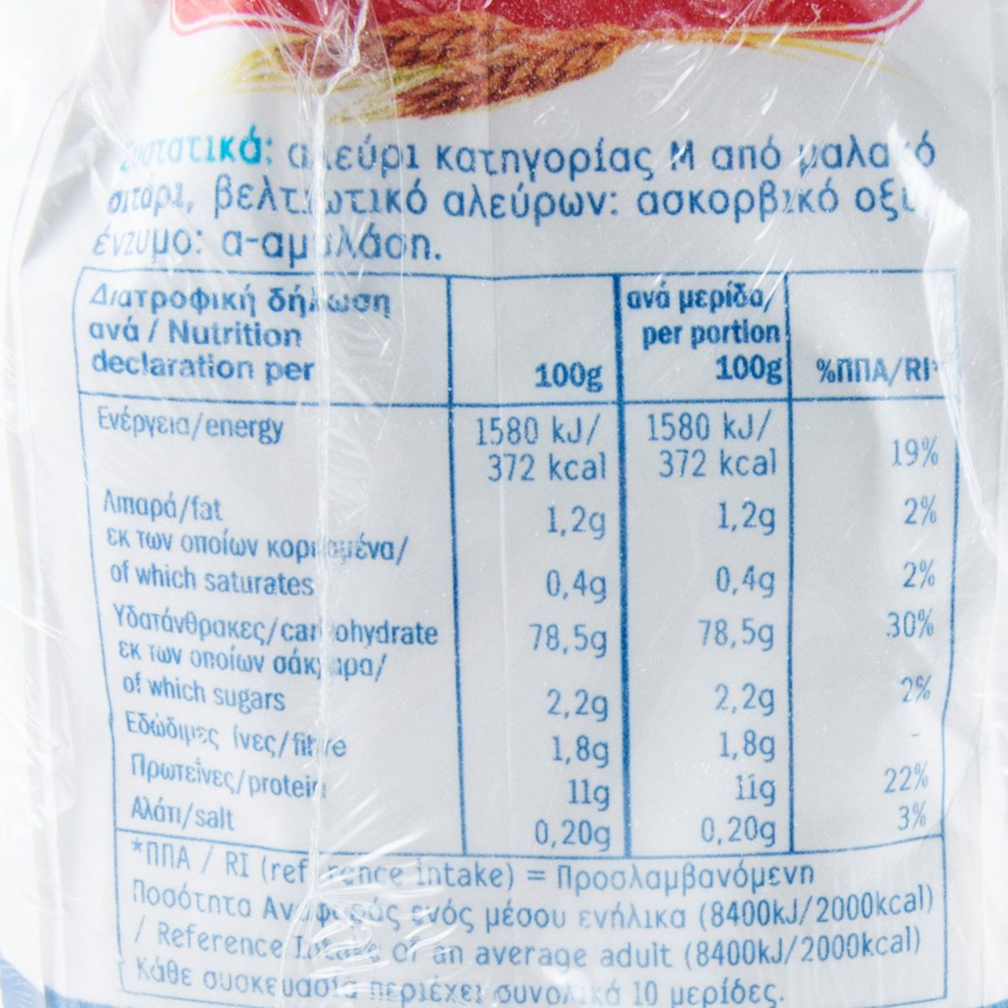 Συστατικά: αλεύρι κατηγορίας Μ από μαλακό
σιτάρι, βελτιωτικό αλεύρων: ασκορβικό οξύ,
ένζυμο: α-αμυλάση.
Διατροφική δήλωση
ανά / Nutrition
declaration per
100g
ανά μερίδα/
per portion
100g
%ΠΠΑ/RI*
Ενέργεια/energy
1580 kJ/
372 kcal
1580 kJ/
372 kcal
19%
Λιπαρά/fat 1,2g 1,2g 2%
εκ των οποίων κορεσμένα/
of which saturates 0,4g 0,4g 2%
Υδατάνθρακες/carbohydrate 78,5g 78,5g 30%
εκ των οποίων σάκχαρα/
of which sugars 2,2g 2,2g 2%
Εδώδιμες ίνες/fibre 1,8g 1,8g -
Πρωτεΐνες/protein 11g 11g 22%
Αλάτι/salt 0,20g 0,20g 3%
*ΠΠΑ / RI (reference intake) = Προσλαμβανόμενη
Ποσότητα Αναφοράς ενός μέσου ενήλικα (8400kJ/2000kcal)
/ Reference Intake of an average adult (8400kJ/2000kcal)
Κάθε συσκευασία περιέχει συνολικά 10 μερίδες.